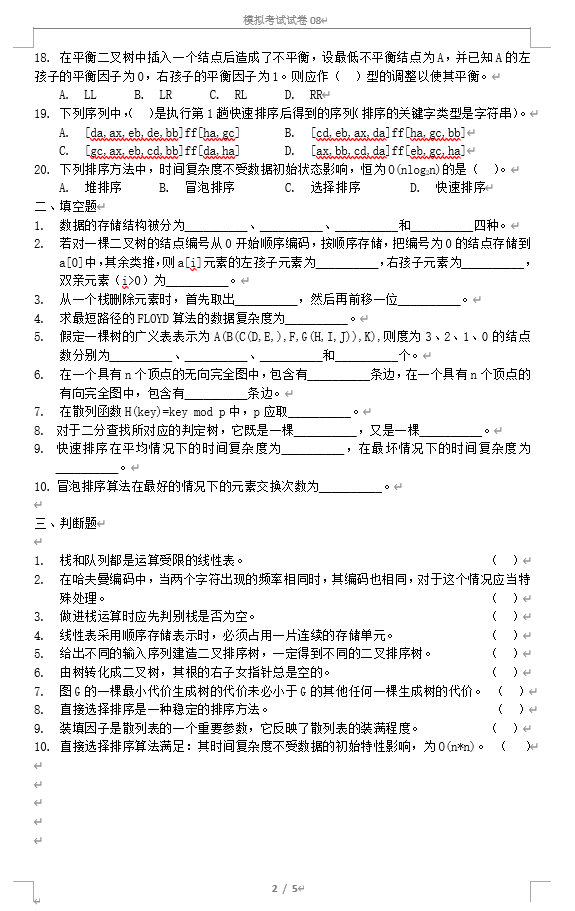 模拟考试试卷 08
18. 在平衡二叉树中插入一个结点后造成了不平衡，设最低不平衡结点为A，并已知A的左
孩子的平衡因子为0，右孩子的平衡因子为1。则应作（ ）型的调整以使其平衡。
A. LL B. LR C. RL D. RR
19. 下列序列中，（ ）是执行第1趟快速排序后得到的序列（排序的关键字类型是字符串）。
A. [da,ax,eb,de,bb]ff[ha,gc] B. [cd,eb,ax,da]ff[ha,gc,bb]
C. [gc,ax,eb,cd,bb]ff[da,ha] D. [ax,bb,cd,da]ff[eb,gc,ha]
20. 下列排序方法中，时间复杂度不受数据初始状态影响，恒为O(nlog₂n)的是（ ）。
A. 堆排序 B. 冒泡排序 C. 选择排序 D. 快速排序
二、填空题
1. 数据的存储结构被分为__________、__________、__________和__________四种。
2. 若对一棵二叉树的结点编号从0开始顺序编码，按顺序存储，把编号为0的结点存储到
a[0]中，其余类推，则a[i]元素的左孩子元素为__________，右孩子元素为__________，
双亲元素（i>0）为__________。
3. 从一个栈删除元素时，首先取出__________，然后再前移一位__________。
4. 求最短路径的FLOYD算法的数据复杂度为__________。
5. 假定一棵树的广义表表示为A(B(C(D,E,),F,G(H,I,J)),K),则度为3、2、1、0的结点
数分别为__________、__________、__________和__________个。
6. 在一个具有n个顶点的无向完全图中，包含有__________条边，在一个具有n个顶点的
有向完全图中，包含有__________条边。
7. 在散列函数H(key)=key mod p中，p应取__________。
8. 对于二分查找所对应的判定树，它既是一棵__________，又是一棵__________。
9. 快速排序在平均情况下的时间复杂度为__________，在最坏情况下的时间复杂度为
__________。
10. 冒泡排序算法在最好的情况下的元素交换次数为__________。
三、判断题
1. 栈和队列都是运算受限的线性表。 （ ）
2. 在哈夫曼编码中，当两个字符出现的频率相同时，其编码也相同，对于这个情况应当特
殊处理。 （ ）
3. 做进栈运算时应先判别栈是否为空。 （ ）
4. 线性表采用顺序存储表示时，必须占用一片连续的存储单元。 （ ）
5. 给出不同的输入序列建造二叉排序树，一定得到不同的二叉排序树。 （ ）
6. 由树转化成二叉树，其根的右子女指针总是空的。 （ ）
7. 图G的一棵最小代价生成树的代价未必小于G的其他任何一棵生成树的代价。（ ）
8. 直接选择排序是一种稳定的排序方法。 （ ）
9. 装填因子是散列表的一个重要参数，它反映了散列表的装满程度。 （ ）
10. 直接选择排序算法满足：其时间复杂度不受数据的初始特性影响，为O(n*n)。（ ）
2 / 5